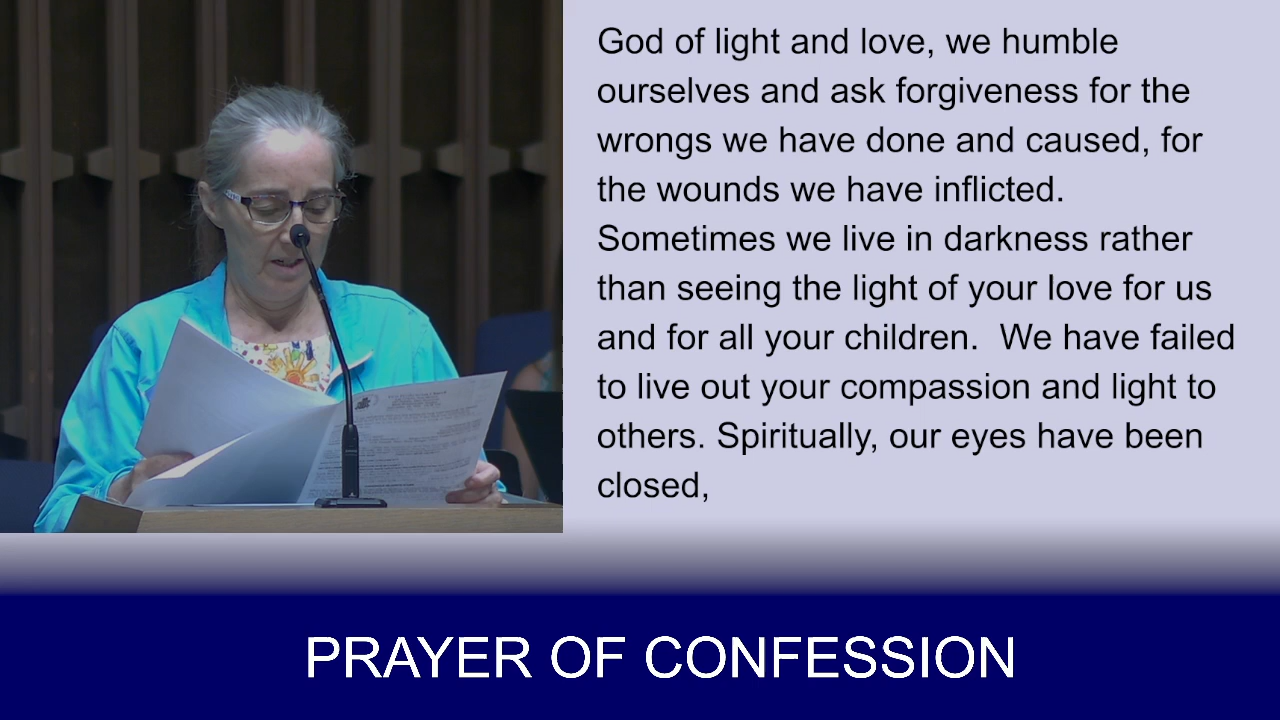 God of light and love, we humble
ourselves and ask forgiveness for the
wrongs we have done and caused, for
the wounds we have inflicted.
Sometimes we live in darkness rather
than seeing the light of your love for us
and for all your children.  We have failed
to live out your compassion and light to
others. Spiritually, our eyes have been
closed,
PRAYER OF CONFESSION